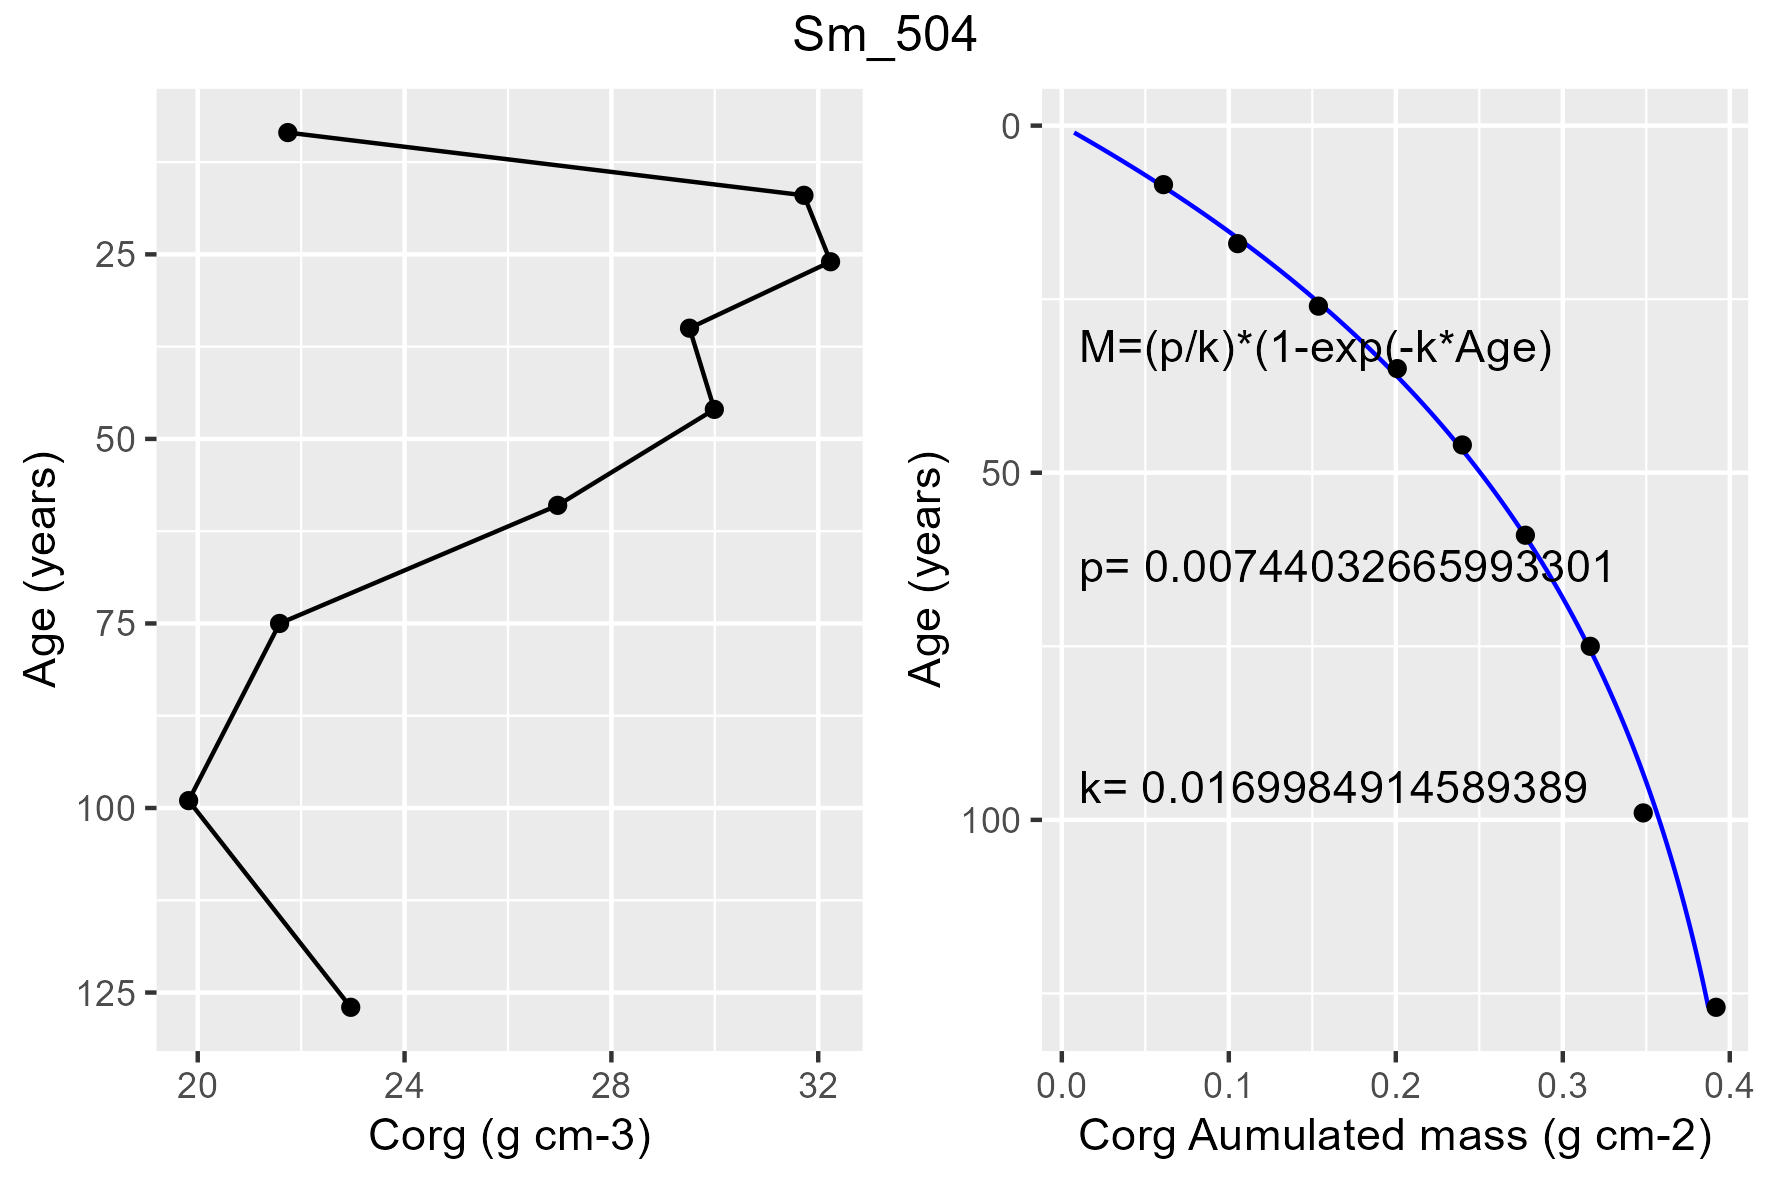 Sm_504
Age (years)
25
50
75
100
125
20 24 28 32
Corg (g cm-3)
Age (years)
0
50
100
M=(p/k)*(1-exp(-k*Age)
p= 0.00744032665993301
k= 0.0169984914589389
0.0 0.1 0.2 0.3 0.4
Corg Aumulated mass (g cm-2)